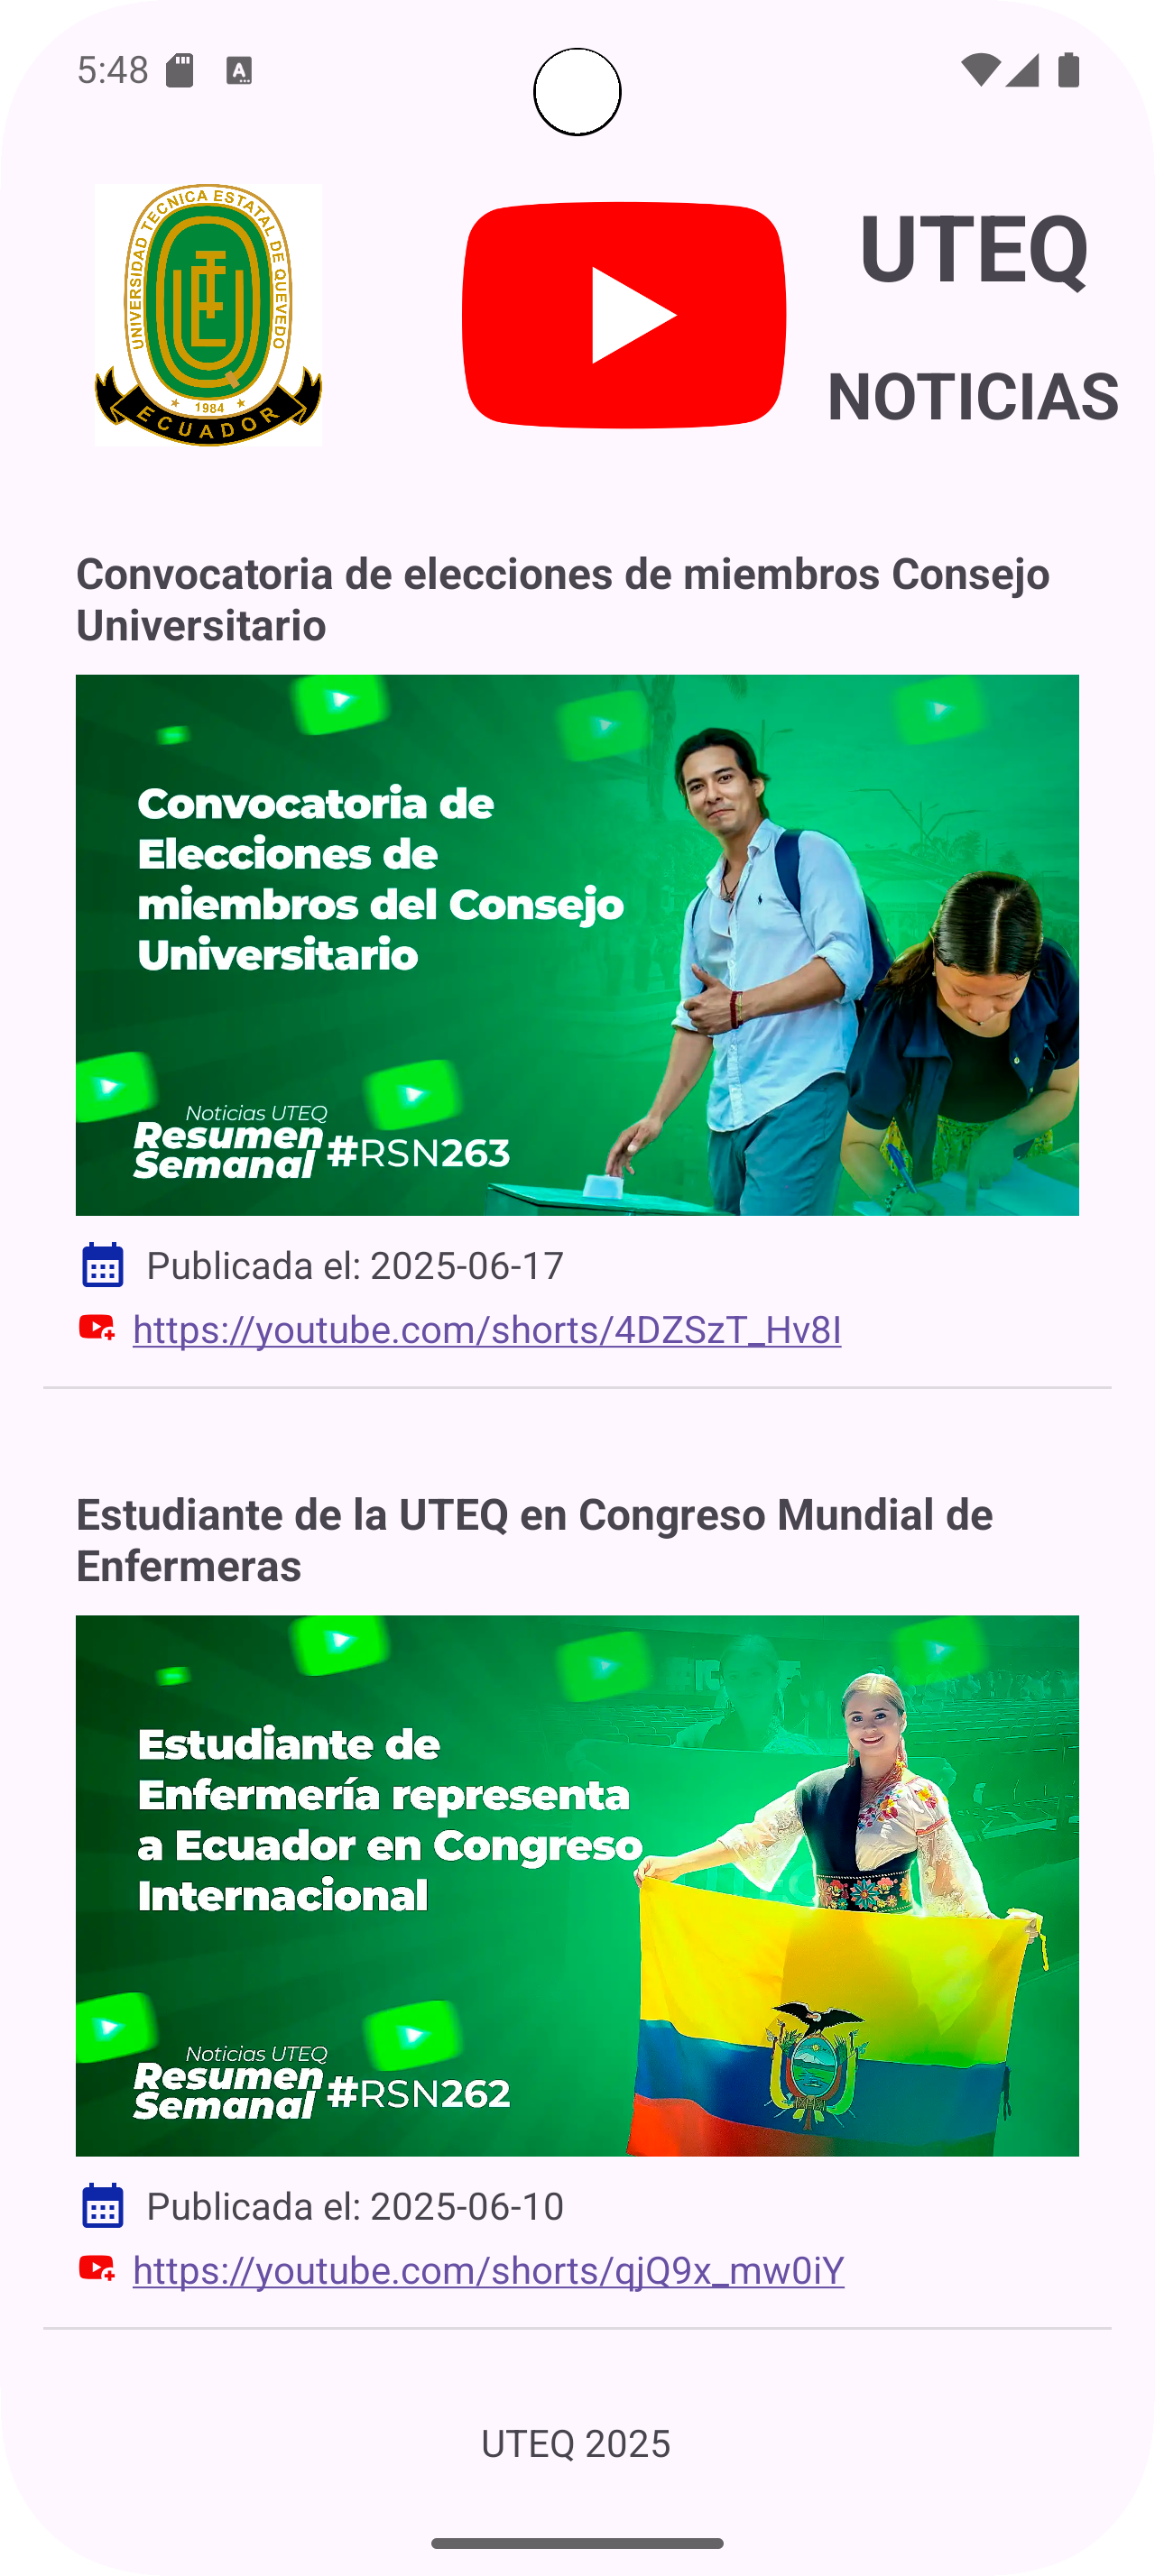 5:48
A
UNIVERSIDAD TECNICA ESTATAL DE QUEVEDO
1984
ECUADOR
UTEQ
NOTICIAS
Convocatoria de elecciones de miembros Consejo
Universitario
Convocatoria de
Elecciones de
miembros del Consejo
Universitario
Noticias UTEQ
Resumen
Semanal #RSN263
Publicada el: 2025-06-17
https://youtube.com/shorts/4DZSzT_Hv8I
Estudiante de la UTEQ en Congreso Mundial de
Enfermeras
Estudiante de
Enfermería representa
a Ecuador en Congreso
Internacional
Noticias UTEQ
Resumen
Semanal #RSN262
Publicada el: 2025-06-10
https://youtube.com/shorts/qjQ9x_mw0iY
UTEQ 2025